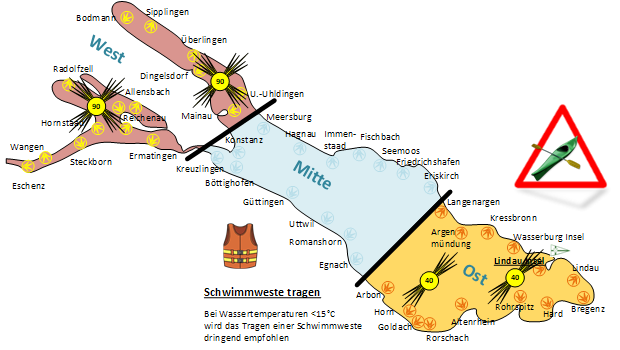 Bodmann
Sipplingen
Überlingen
West
Radolfzell
Dingelsdorf
90
Allensbach
U.-Uhldingen
90
Hornstaad
Reichenau
Mainau
Meersburg
Wangen
Konstanz
Hagnau
Immen-
staad
Fischbach
Seemoos
Friedrichshafen
Eriskirch
Steckborn
Ermatingen
Kreuzlingen
Eschenz
Böttighofen
Mitte
Güttingen
Langenargen
Kressbronn
Uttwil
Argen
mündung
Wasserburg Insel
Romanshorn
Lindau Insel
Egnach
Ost
Lindau
40
40
Schwimmweste tragen
Arbon
Rohrspitz
Bregenz
Bei Wassertemperaturen <15°C
wird das Tragen einer Schwimmweste
dringend empfohlen
Horn
Hard
Goldach
Altenrhein
Rorschach